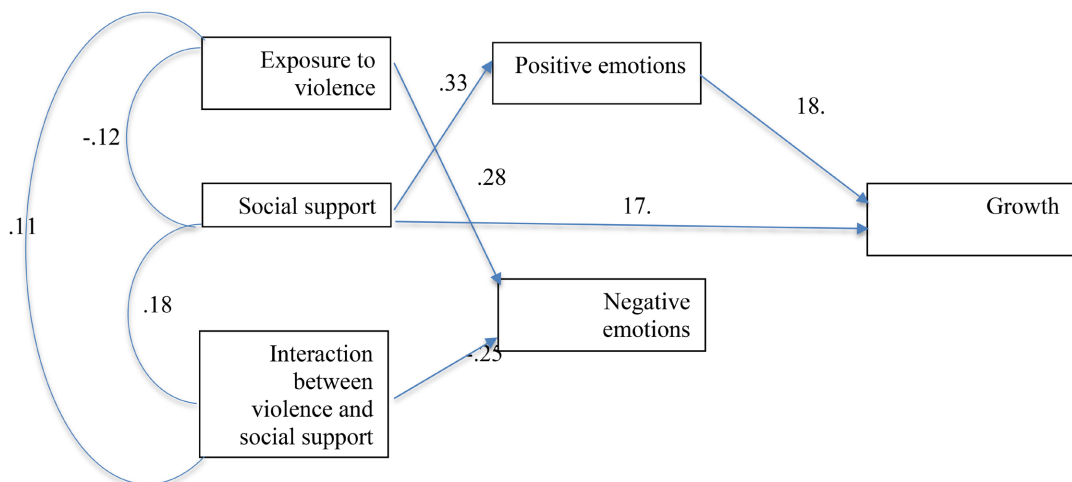 Exposure to
violence
Positive emotions
.33
18.
-.12
.28
Social support
17.
Growth
.11
.18
Negative
emotions
-.25
Interaction
between
violence and
social support